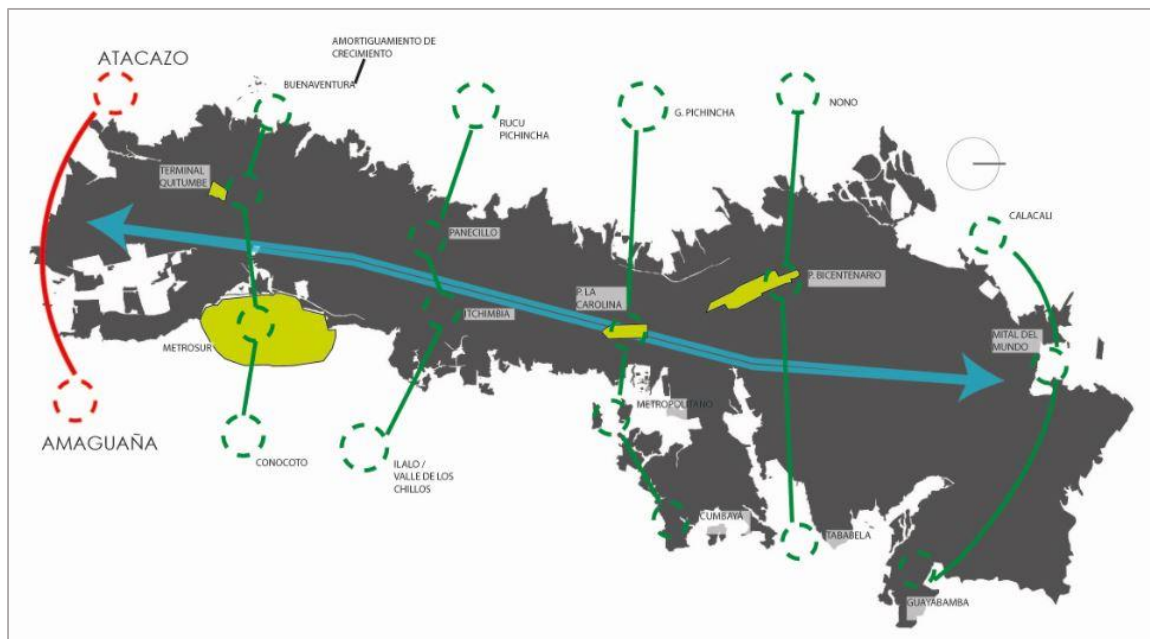 ATACAZO
AMORTIGUAMIENTO DE
CRECIMIENTO
BUENAVENTURA
RUCU
PICHINCHA
G. PICHINCHA
NONO
TERMINAL
QUITUMBE
PANECILLO
CALACALI
P. BICENTENARIO
P. LA
CAROLINA
ITCHIMBIA
METROSUR
MITAL DEL
MUNDO
METROPOLITANO
AMAGUAÑA
CONOCOTO
ILALO /
VALLE DE LOS
CHILLOS
CUMBAYÁ
TABABELA
GUAYABAMBA